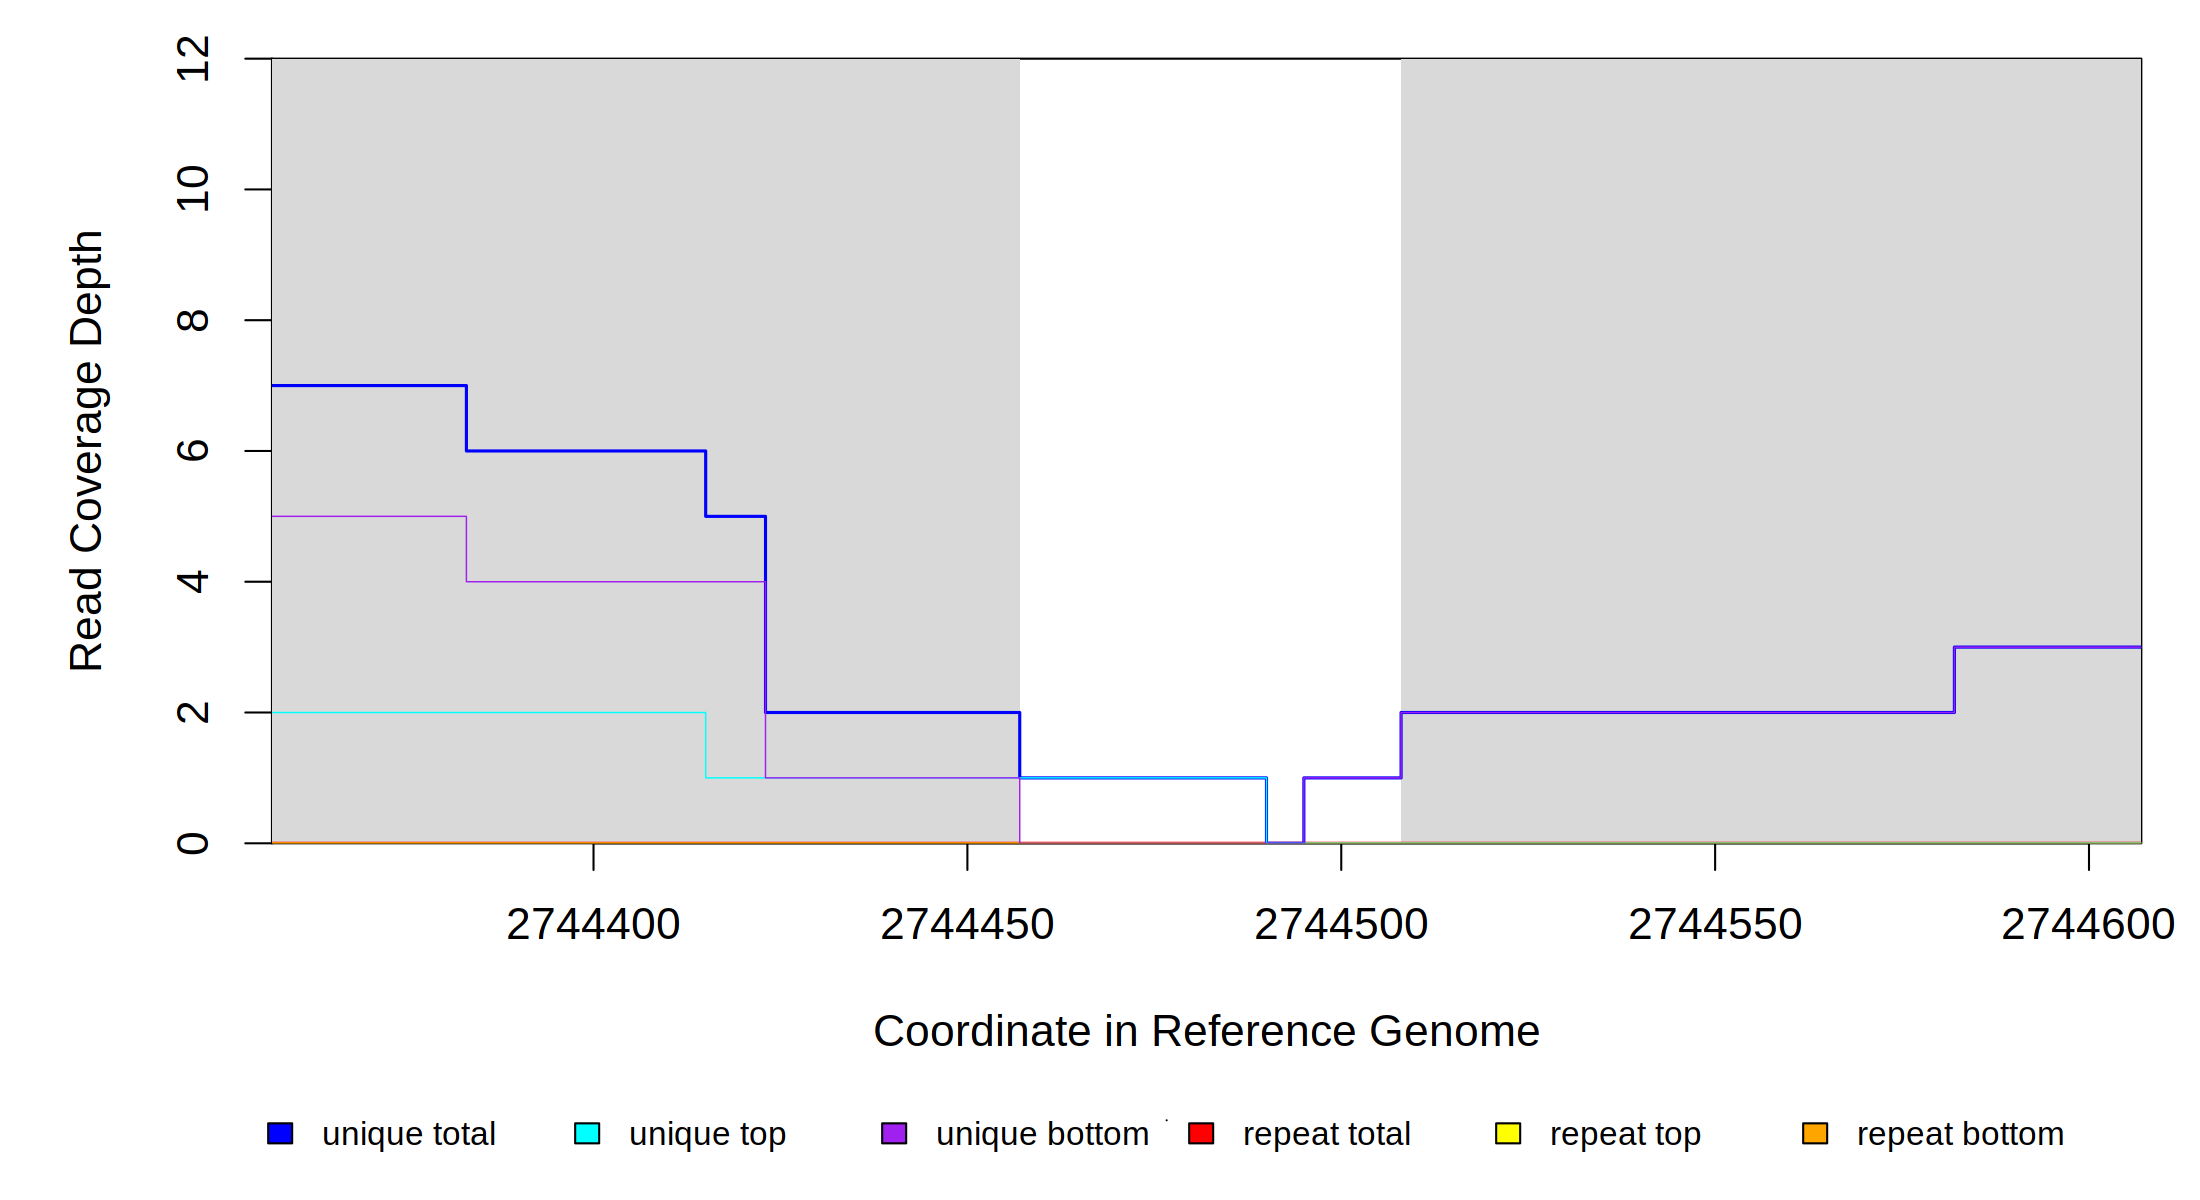 12
10
8
6
4
2
0
Read Coverage Depth
2744400 2744450 2744500 2744550 2744600
Coordinate in Reference Genome
unique total unique top unique bottom repeat total repeat top repeat bottom